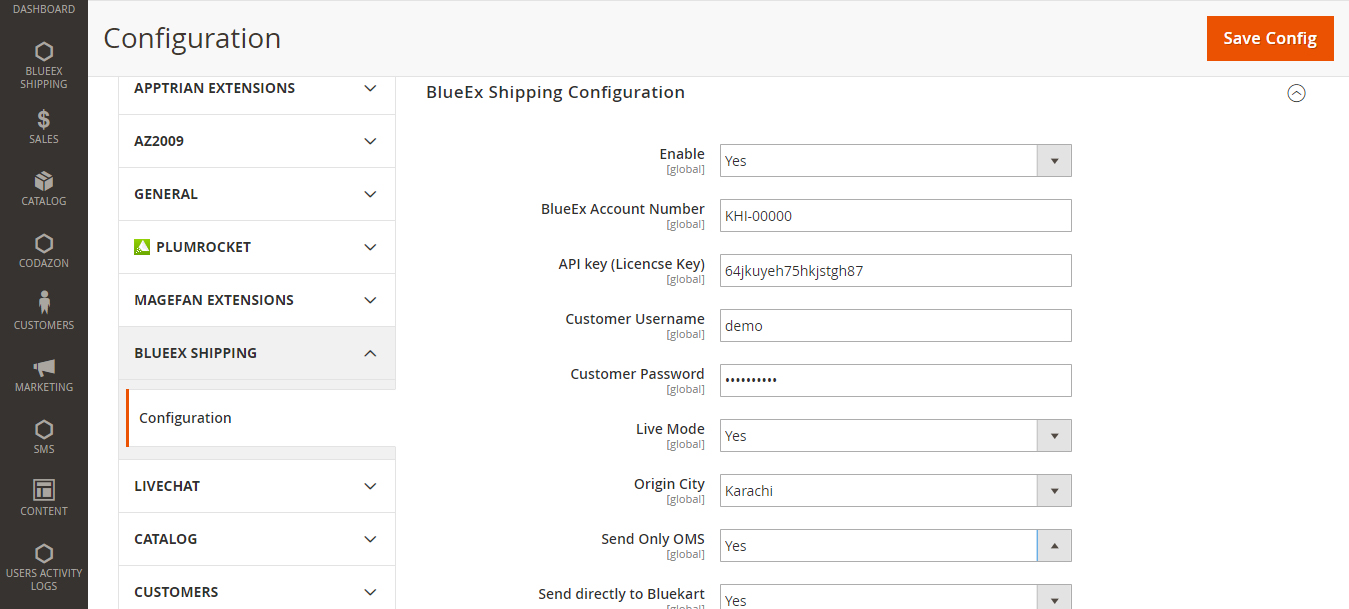 DASHBOARD
BLUEEX
SHIPPING
SALES
CATALOG
CODAZON
CUSTOMERS
MARKETING
SMS
CONTENT
USERS ACTIVITY
LOGS
Configuration
Save Config
APPTRIAN EXTENSIONS
AZ2009
GENERAL
PLUMROCKET
MAGEFAN EXTENSIONS
BLUEEX SHIPPING
Configuration
LIVECHAT
CATALOG
CUSTOMERS
BlueEx Shipping Configuration
Enable
[global]
Yes
BlueEx Account Number
[global]
KHI-00000
API key (Licencse Key)
[global]
64jkuyeh75hkjstgh87
Customer Username
[global]
demo
Customer Password
[global]
••••••••••
Live Mode
[global]
Yes
Origin City
[global]
Karachi
Send Only OMS
[global]
Yes
Send directly to Bluekart
[global]
Yes